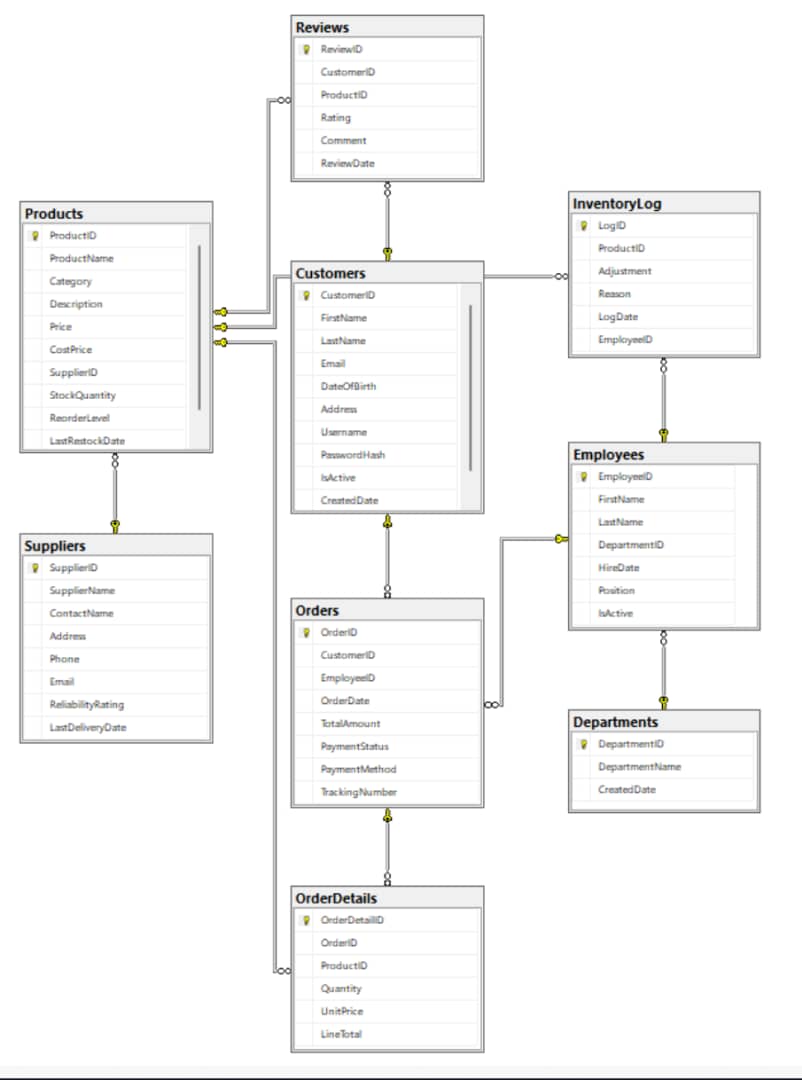 Reviews
ReviewID
CustomerID
ProductID
Rating
Comment
ReviewDate
Products
ProductID
ProductName
Category
Description
Price
CostPrice
SupplierID
StockQuantity
ReorderLevel
LastRestockDate
Customers
CustomerID
FirstName
LastName
Email
DateOfBirth
Address
Username
PasswordHash
IsActive
CreatedDate
InventoryLog
LogID
ProductID
Adjustment
Reason
LogDate
EmployeeID
Suppliers
SupplierID
SupplierName
ContactName
Address
Phone
Email
ReliabilityRating
LastDeliveryDate
Orders
OrderID
CustomerID
EmployeeID
OrderDate
TotalAmount
PaymentStatus
PaymentMethod
TrackingNumber
Employees
EmployeeID
FirstName
LastName
DepartmentID
HireDate
Position
IsActive
Departments
DepartmentID
DepartmentName
CreatedDate
OrderDetails
OrderDetailID
OrderID
ProductID
Quantity
UnitPrice
LineTotal